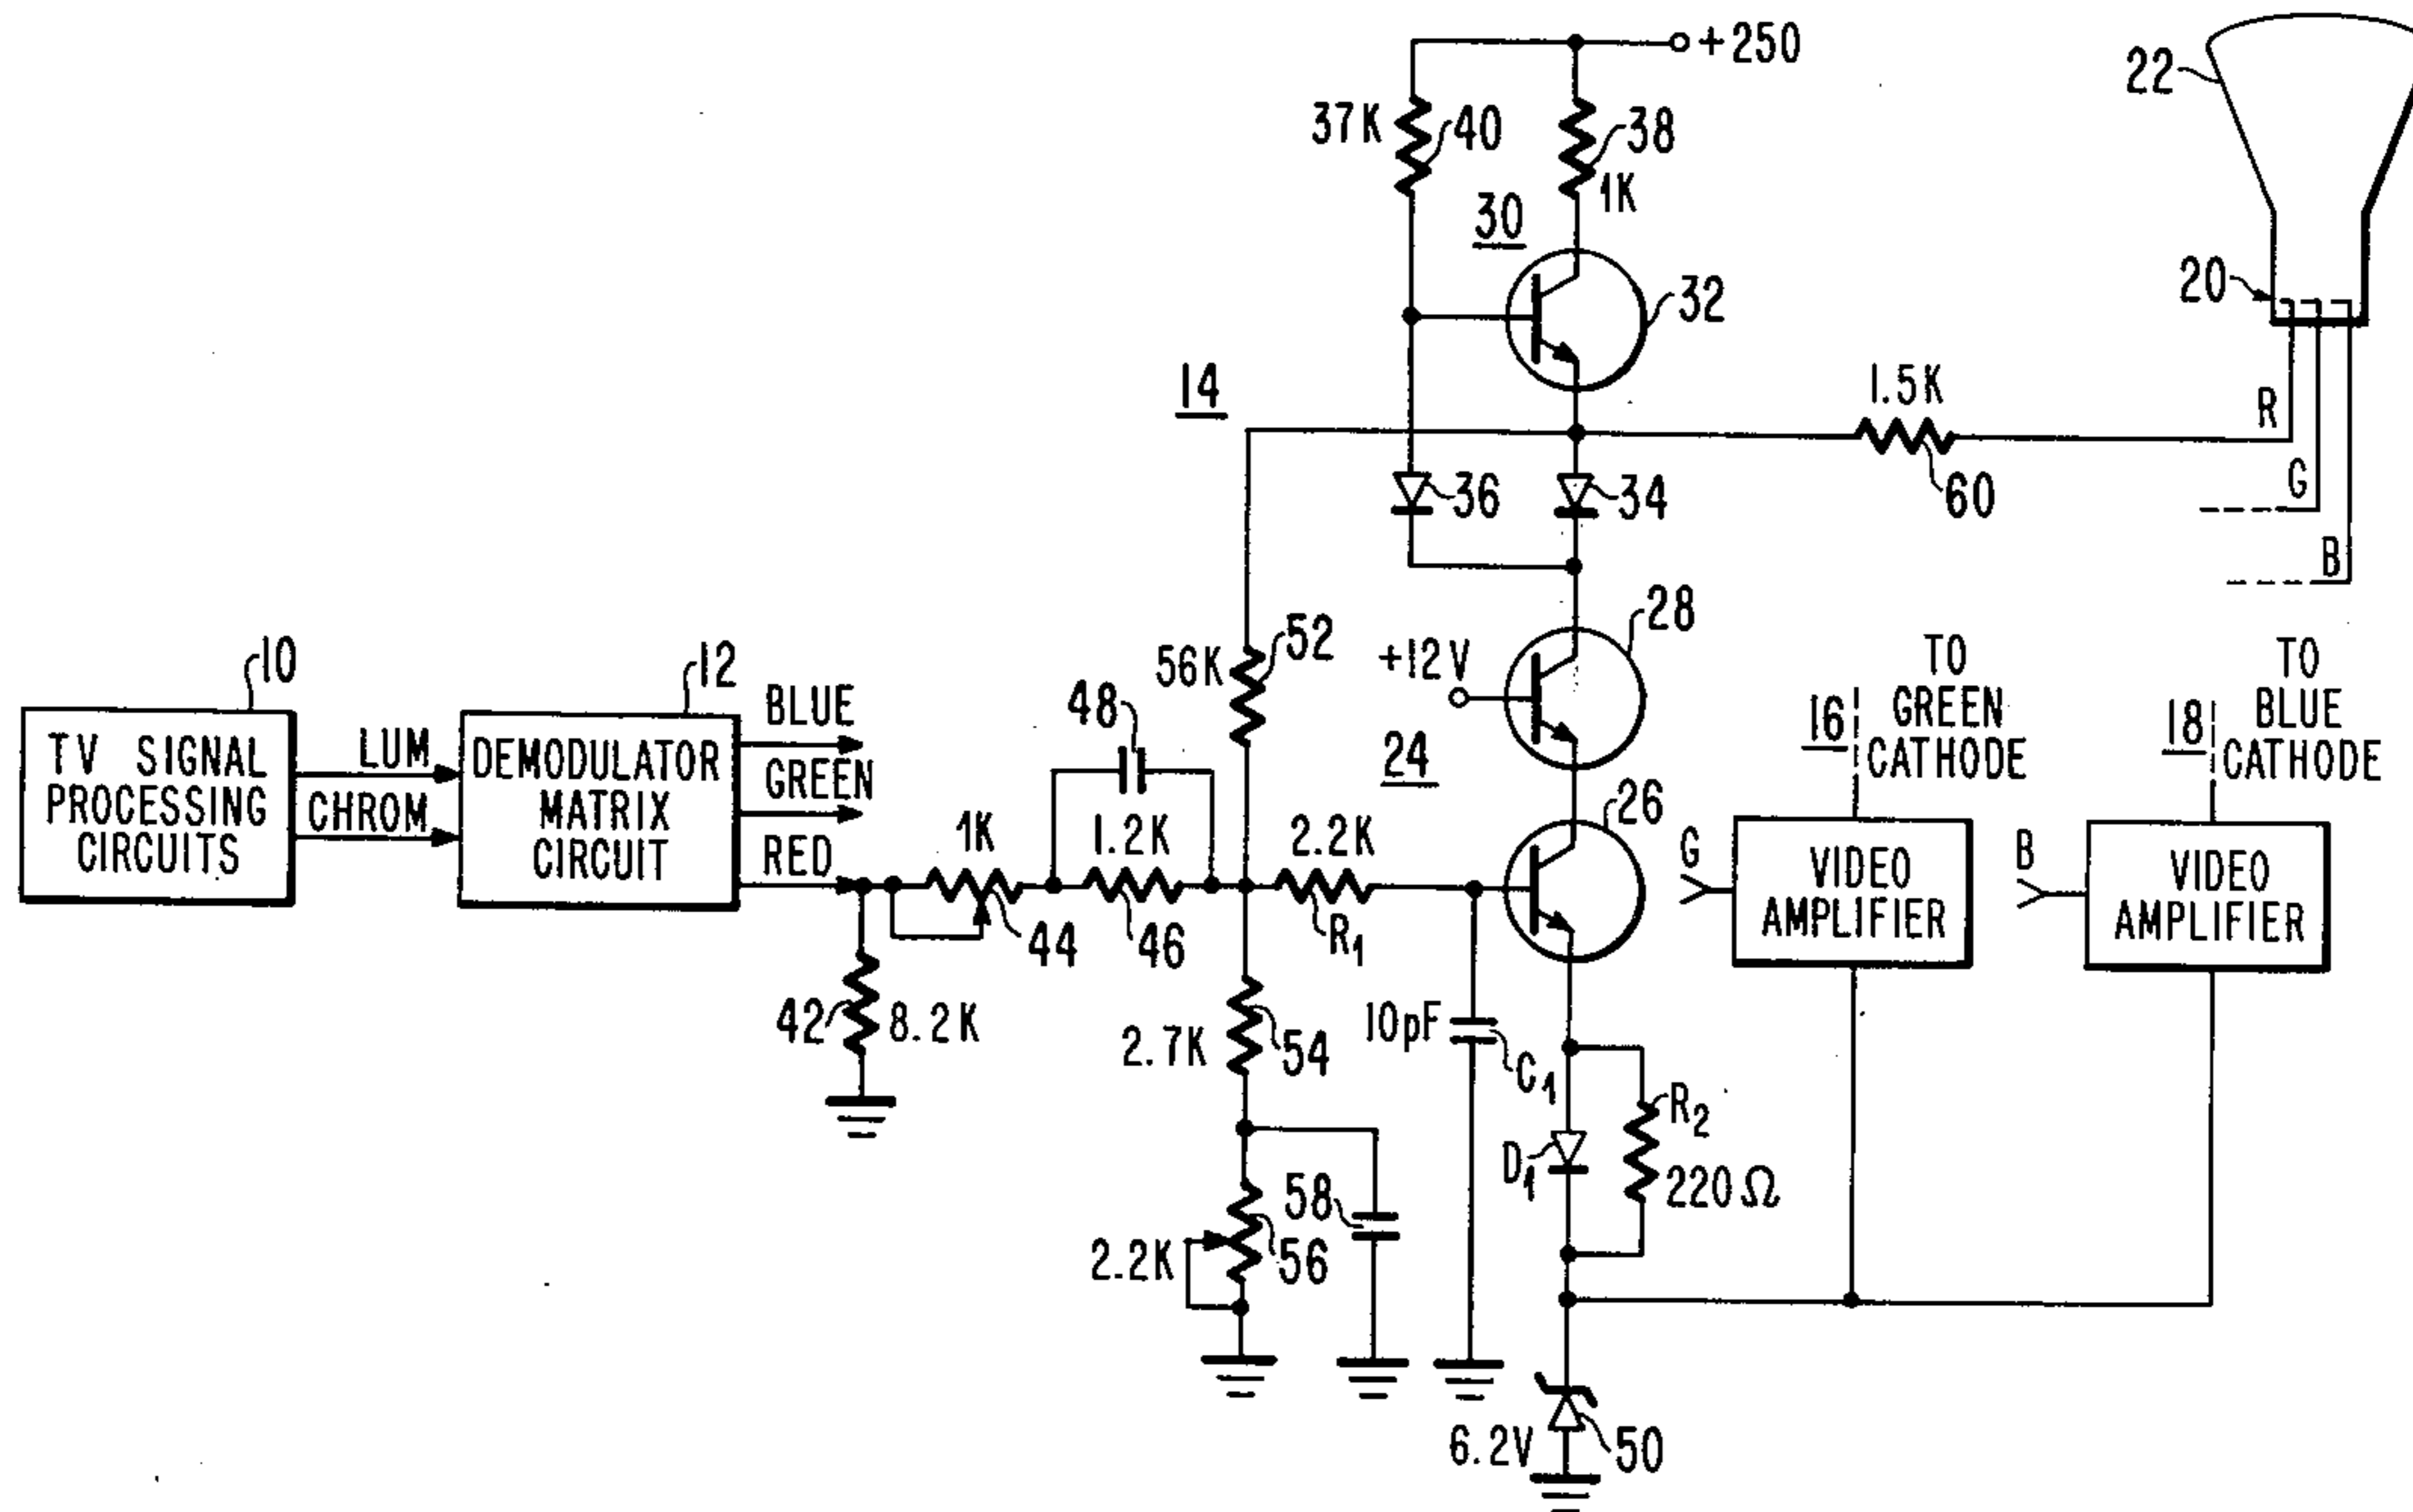 +250
22
37K
40
38
1K
30
32
20
14
1.5K
R
36
34
60
G
B
28
10
12
56K
52
+12V
TO
GREEN
CATHODE
TO
BLUE
CATHODE
16
18
48
BLUE
24
TV SIGNAL
PROCESSING
CIRCUITS
LUM
CHROM
DEMODULATOR
MATRIX
CIRCUIT
GREEN
RED
26
1K
1.2K
2.2K
G
VIDEO
AMPLIFIER
B
VIDEO
AMPLIFIER
44
46
R1
42
8.2K
2.7K
54
10pF
C1
R2
D1
220Ω
58
2.2K
56
6.2V
50